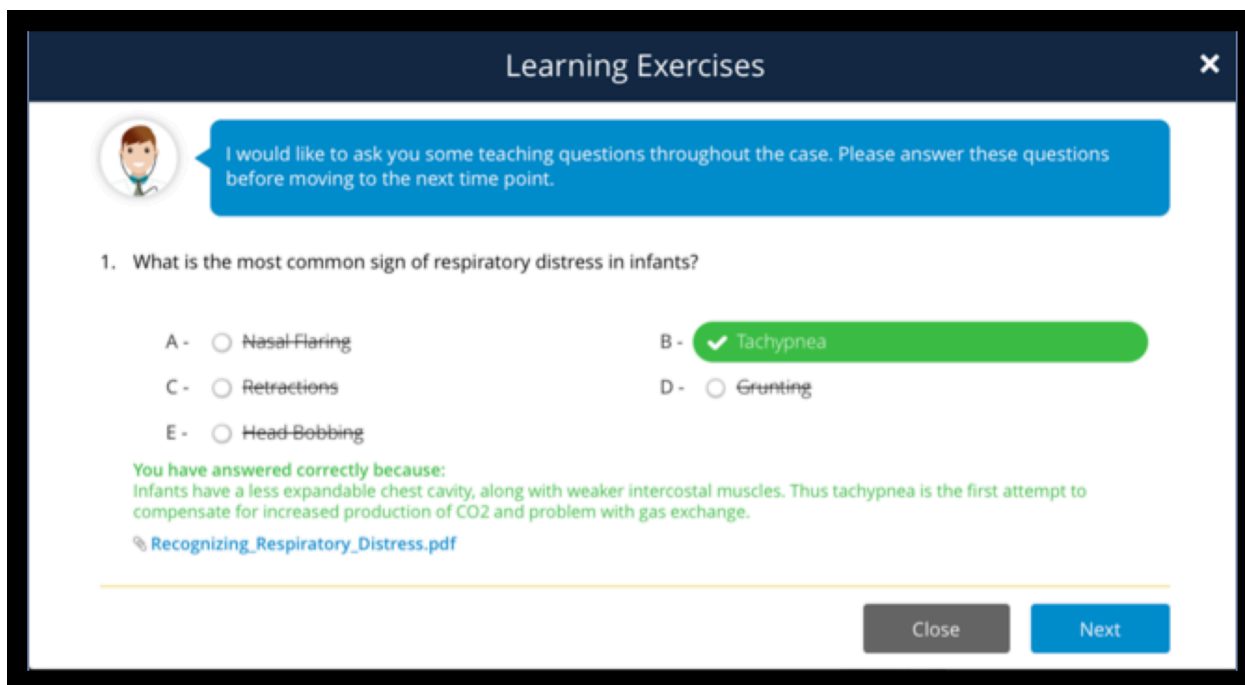 Learning Exercises
I would like to ask you some teaching questions throughout the case. Please answer these questions
before moving to the next time point.
1. What is the most common sign of respiratory distress in infants?
A - Nasal Flaring
B - Tachypnea
C - Retractions
D - Grunting
E - Head Bobbing
You have answered correctly because:
Infants have a less expandable chest cavity, along with weaker intercostal muscles. Thus tachypnea is the first attempt to
compensate for increased production of CO2 and problem with gas exchange.
Recognizing_Respiratory_Distress.pdf
Close
Next